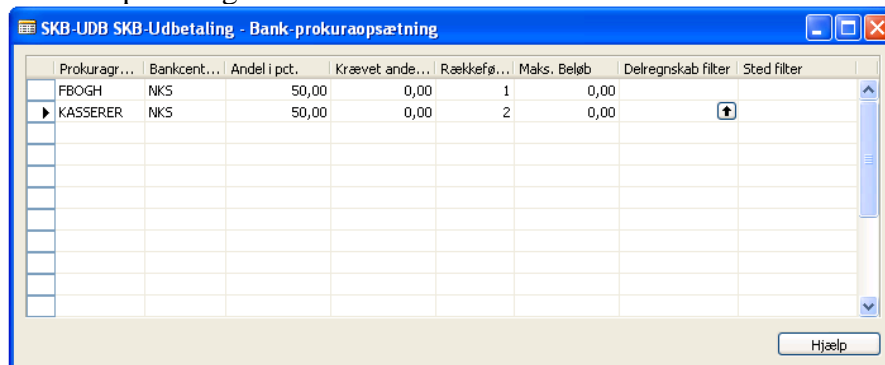 SKB-UDB SKB-Udbetaling - Bank-prokuraopsætning
Prokuragr... Bankcent... Andel i pct. Krævet ande... Rækkefø... Maks. Beløb Delregnskab filter Sted filter
FBOGH NKS 50,00 0,00 1 0,00
KASSERER NKS 50,00 0,00 2 0,00
Hjælp